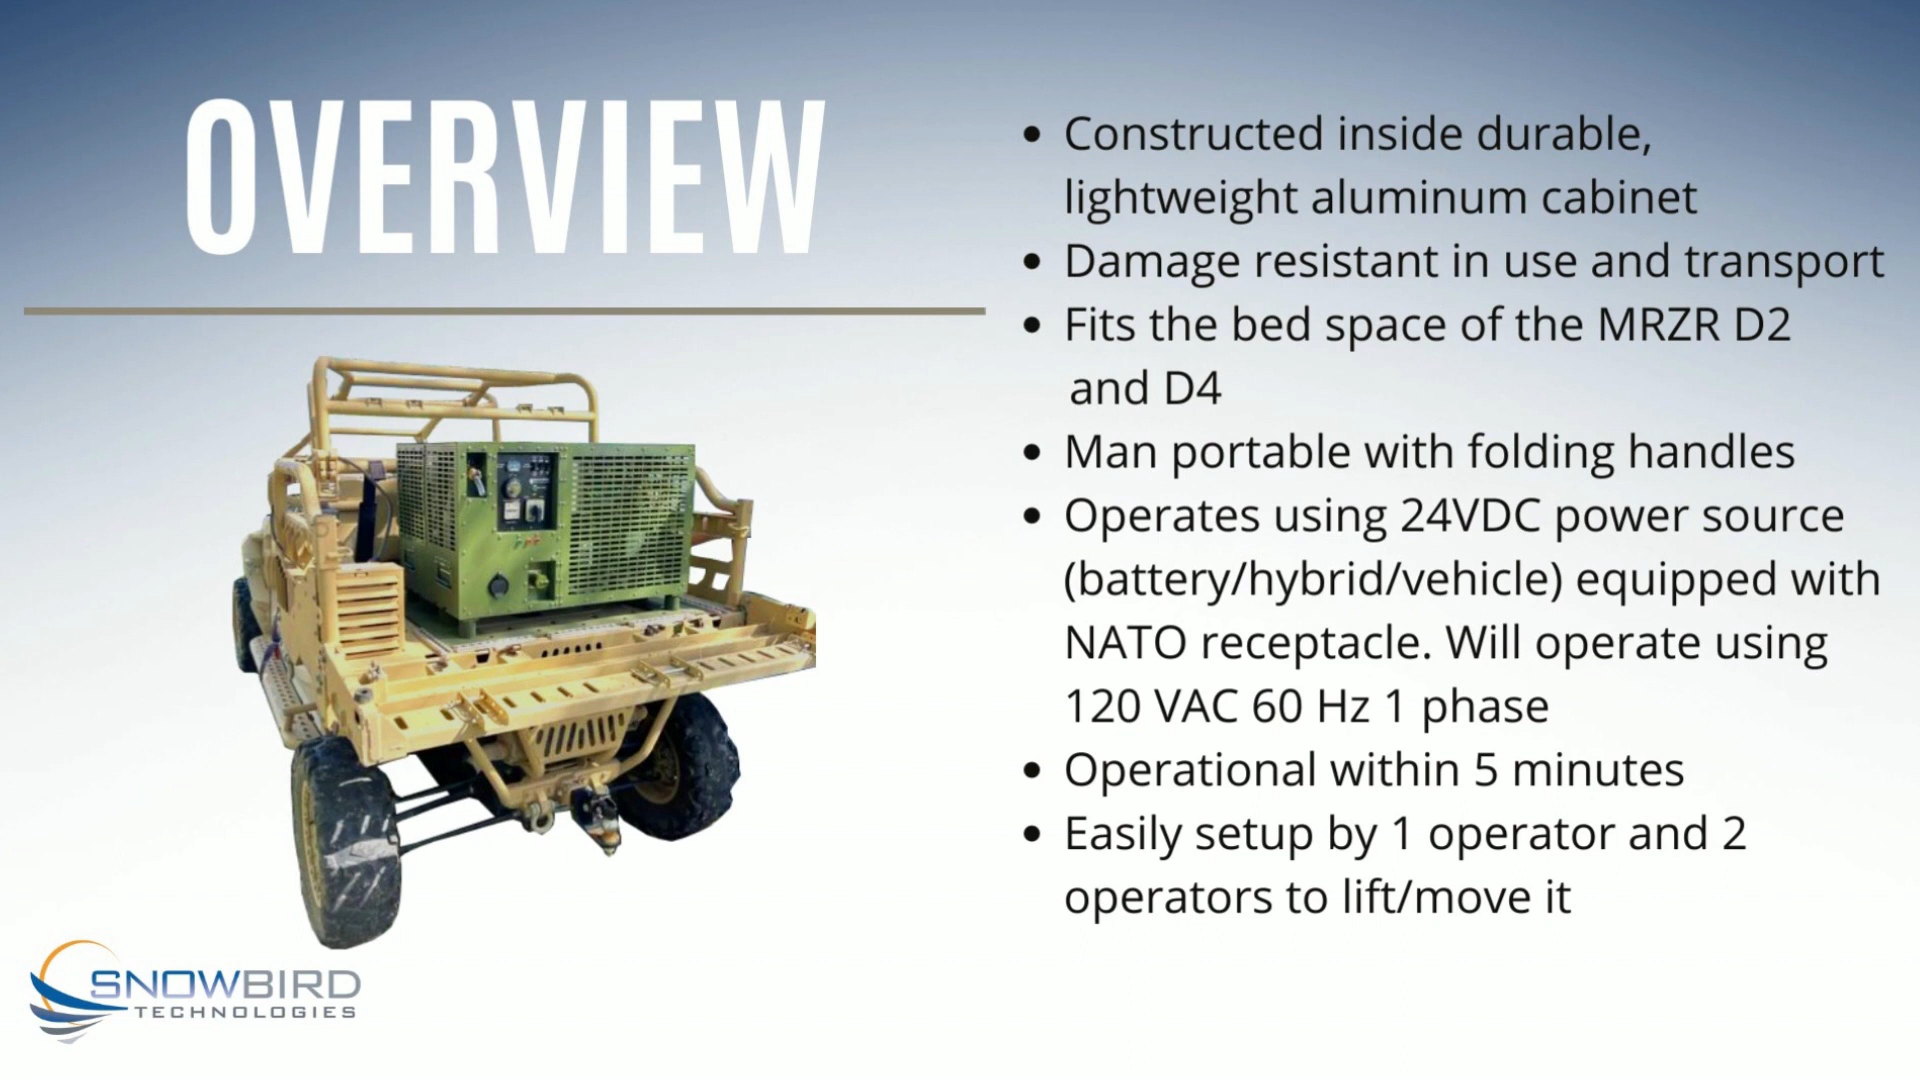 OVERVIEW
• Constructed inside durable,
lightweight aluminum cabinet
• Damage resistant in use and transport
• Fits the bed space of the MRZR D2
and D4
• Man portable with folding handles
• Operates using 24VDC power source
(battery/hybrid/vehicle) equipped with
NATO receptacle. Will operate using
120 VAC 60 Hz 1 phase
• Operational within 5 minutes
• Easily setup by 1 operator and 2
operators to lift/move it
SNOWBIRD
TECHNOLOGIES